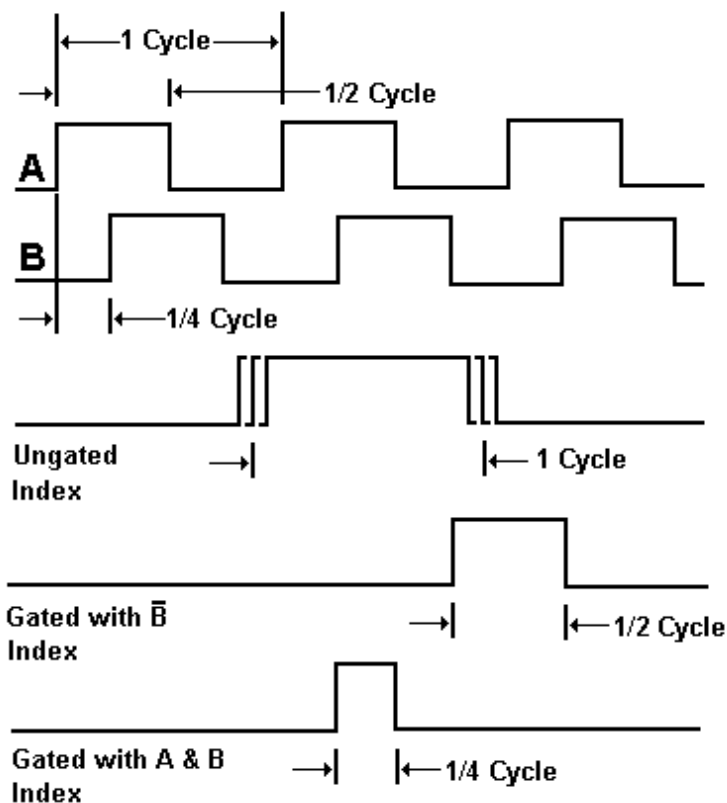 1 Cycle
1/2 Cycle
A
B
1/4 Cycle
Ungated
Index
1 Cycle
Gated with B̅
Index
1/2 Cycle
Gated with A & B
Index
1/4 Cycle